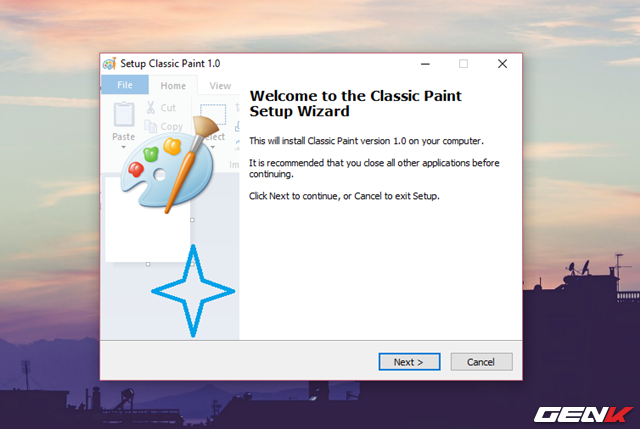 Setup Classic Paint 1.0
File Home View
Cut
Copy
Paste
Welcome to the Classic Paint
Setup Wizard
This will install Classic Paint version 1.0 on your computer.
It is recommended that you close all other applications before
continuing.
Click Next to continue, or Cancel to exit Setup.
Next >
Cancel
GENK